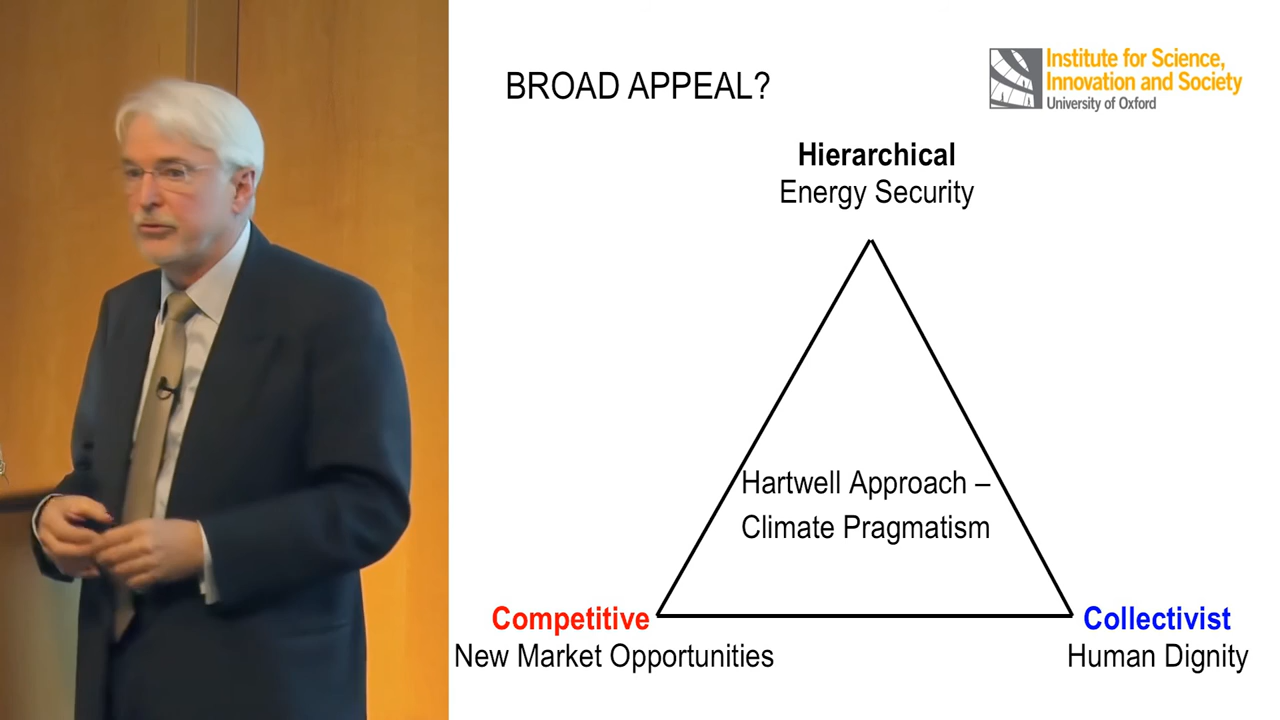 BROAD APPEAL?
Institute for Science,
Innovation and Society
University of Oxford
Hierarchical
Energy Security
Hartwell Approach –
Climate Pragmatism
Competitive
New Market Opportunities
Collectivist
Human Dignity